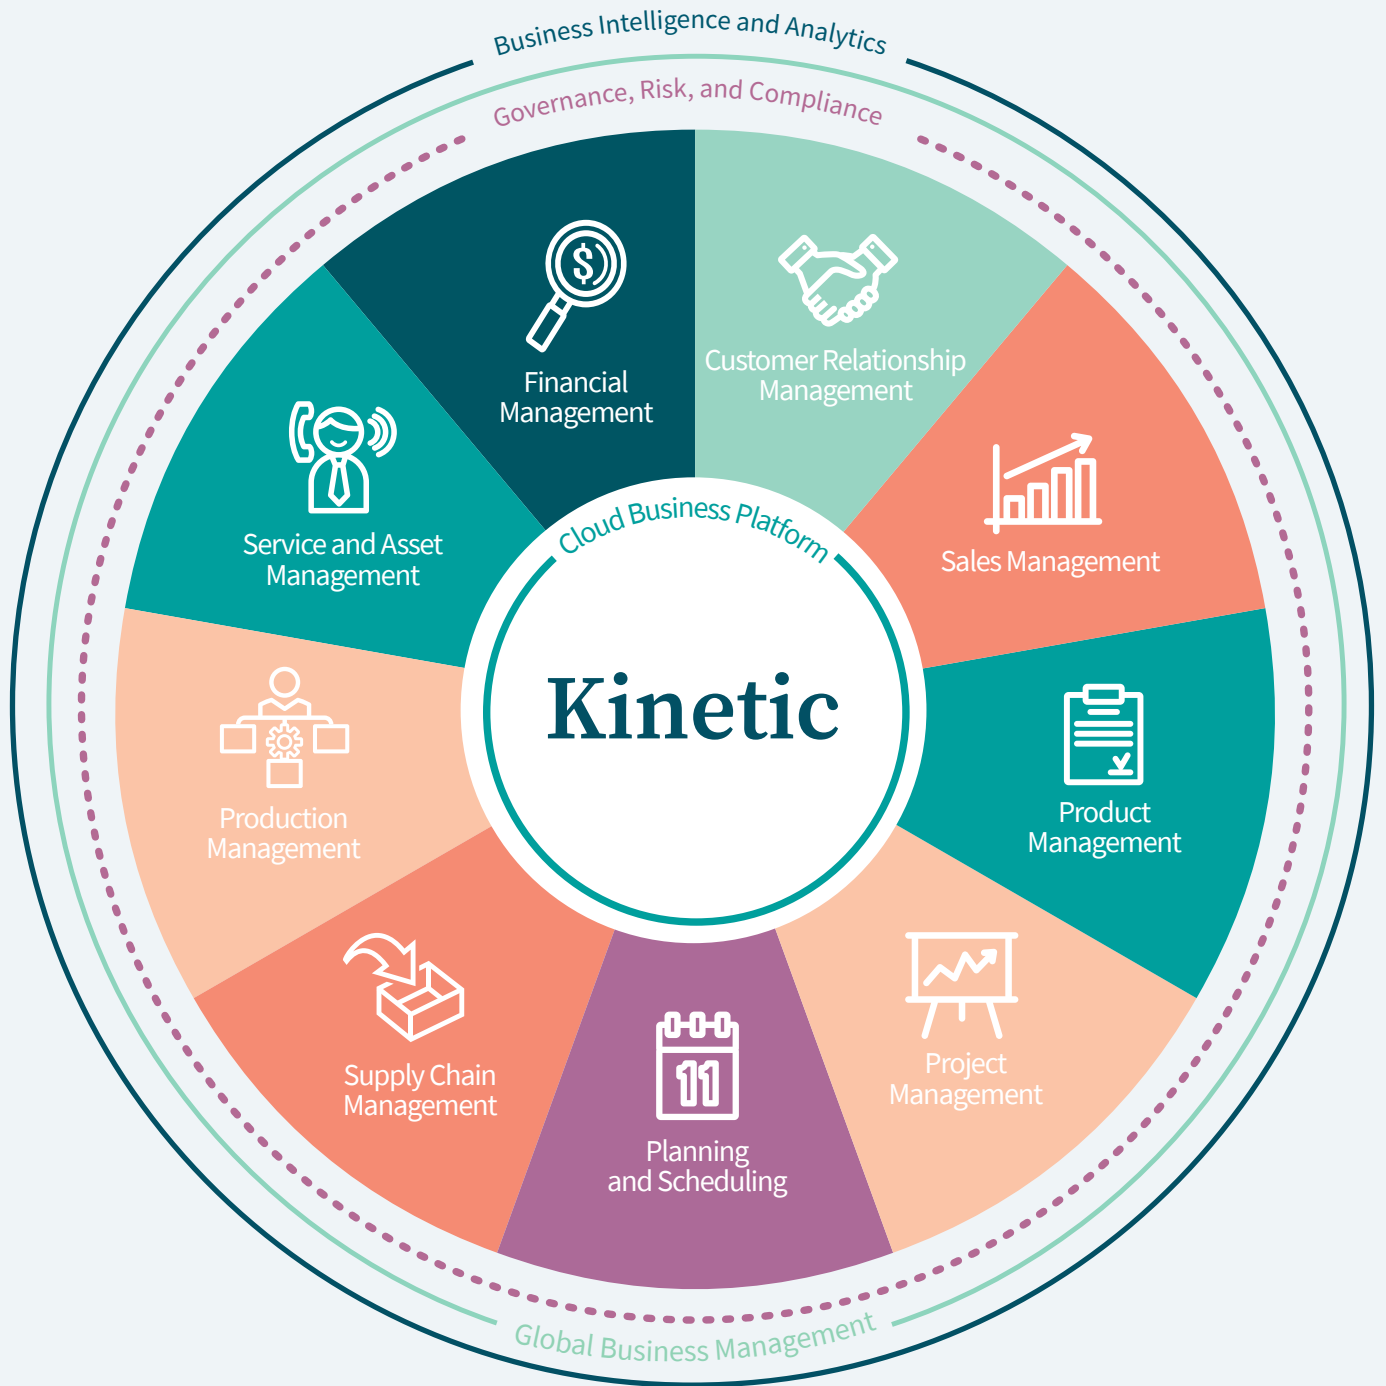 Business Intelligence and Analytics
Governance, Risk, and Compliance
$
Financial
Management
Customer Relationship
Management
Service and Asset
Management
Sales Management
Cloud Business Platform
Kinetic
Production
Management
Product
Management
Supply Chain
Management
Project
Management
11
Planning
and Scheduling
Global Business Management